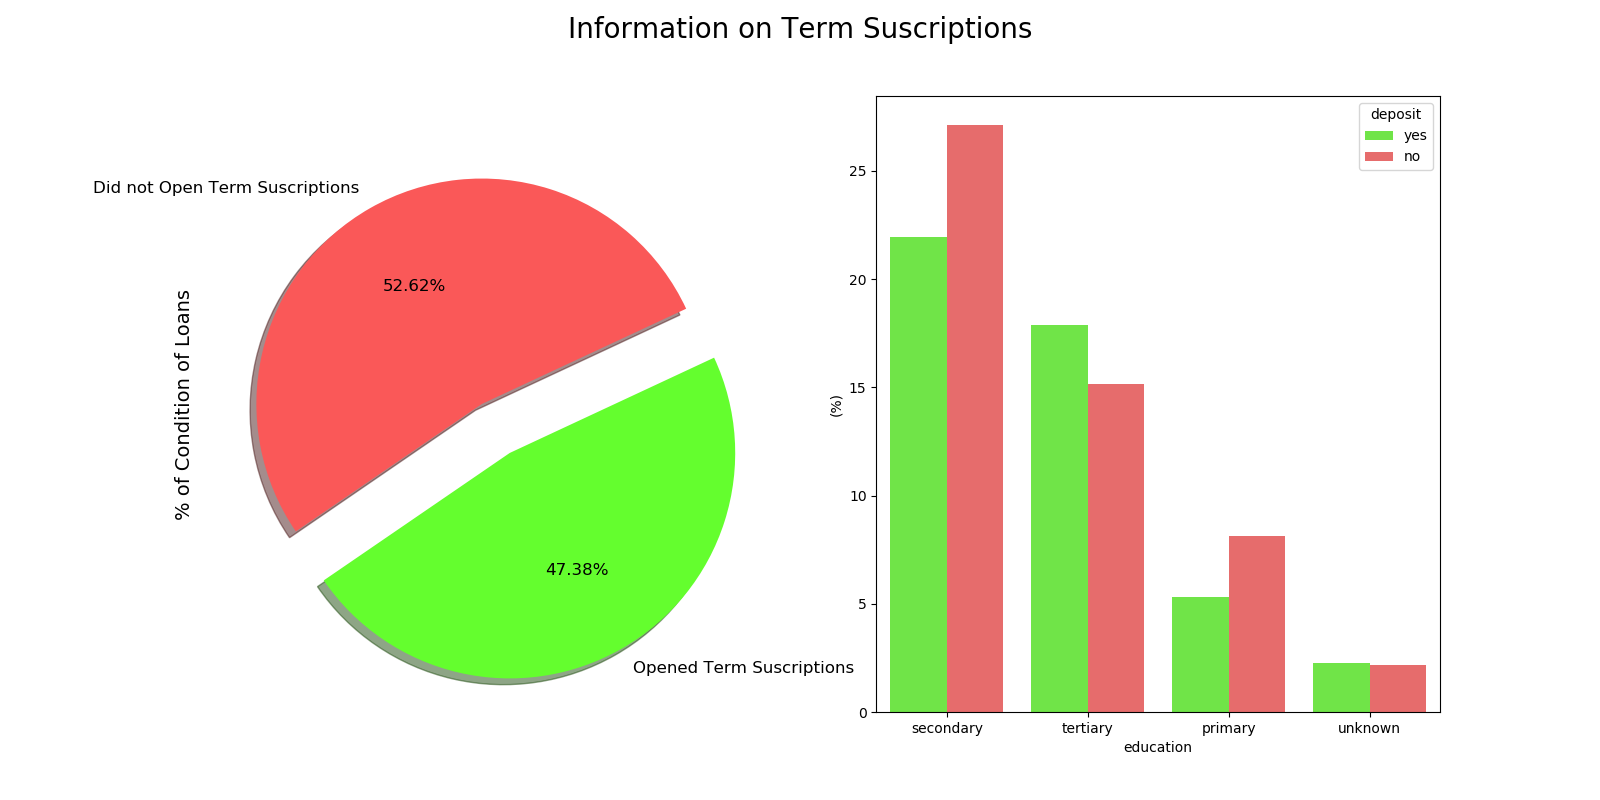 Information on Term Suscriptions
Did not Open Term Suscriptions
52.62%
% of Condition of Loans
47.38%
Opened Term Suscriptions
deposit
yes
no
25
20
15
10
5
0
(%)
secondary tertiary primary unknown
education